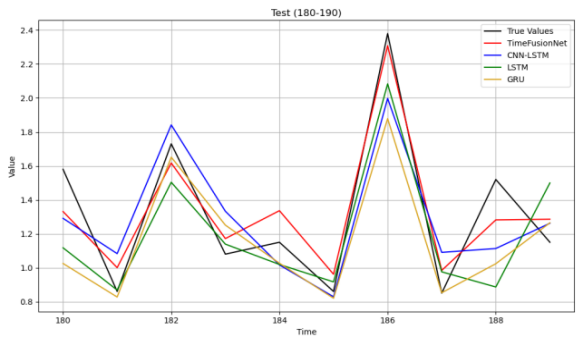 Test (180-190)
True Values
TimeFusionNet
CNN-LSTM
LSTM
GRU
2.4
2.2
2.0
1.8
1.6
1.4
1.2
1.0
0.8
Value
180
182
184
186
188
Time